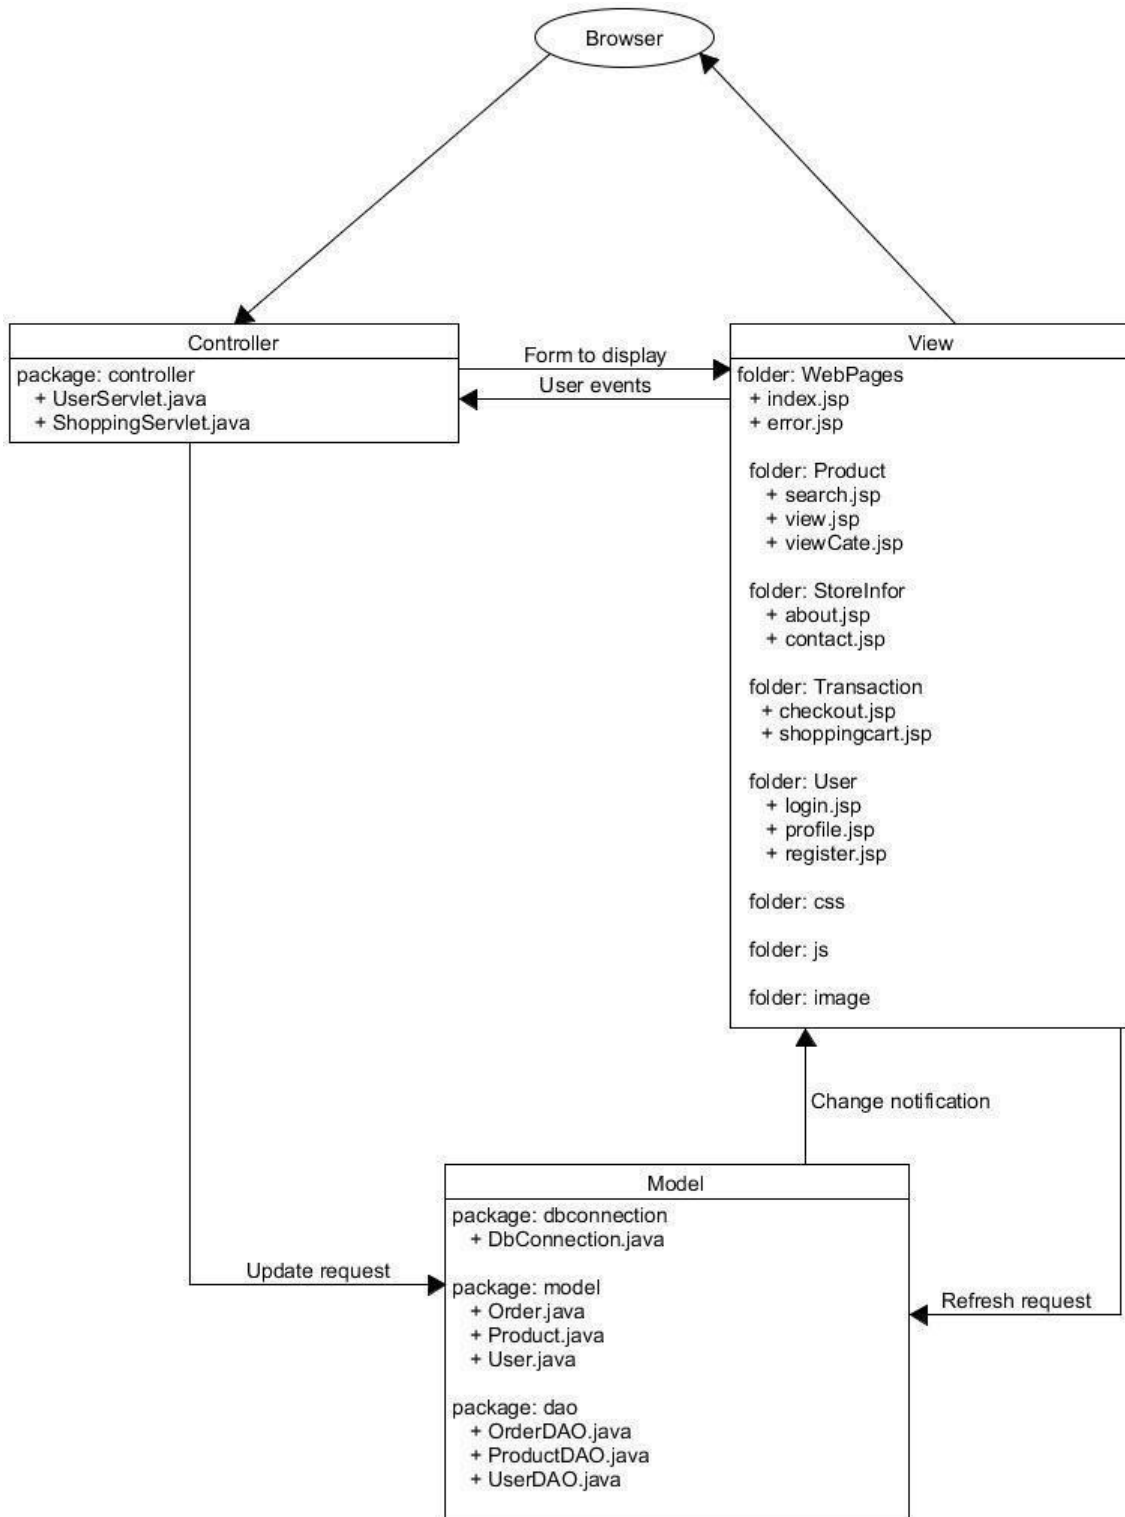 Browser
Controller
package: controller
+ UserServlet.java
+ ShoppingServlet.java
Form to display
User events
View
folder: WebPages
+ index.jsp
+ error.jsp
folder: Product
+ search.jsp
+ view.jsp
+ viewCate.jsp
folder: StoreInfor
+ about.jsp
+ contact.jsp
folder: Transaction
+ checkout.jsp
+ shoppingcart.jsp
folder: User
+ login.jsp
+ profile.jsp
+ register.jsp
folder: css
folder: js
folder: image
Change notification
Update request
Model
package: dbconnection
+ DbConnection.java
package: model
+ Order.java
+ Product.java
+ User.java
package: dao
+ OrderDAO.java
+ ProductDAO.java
+ UserDAO.java
Refresh request